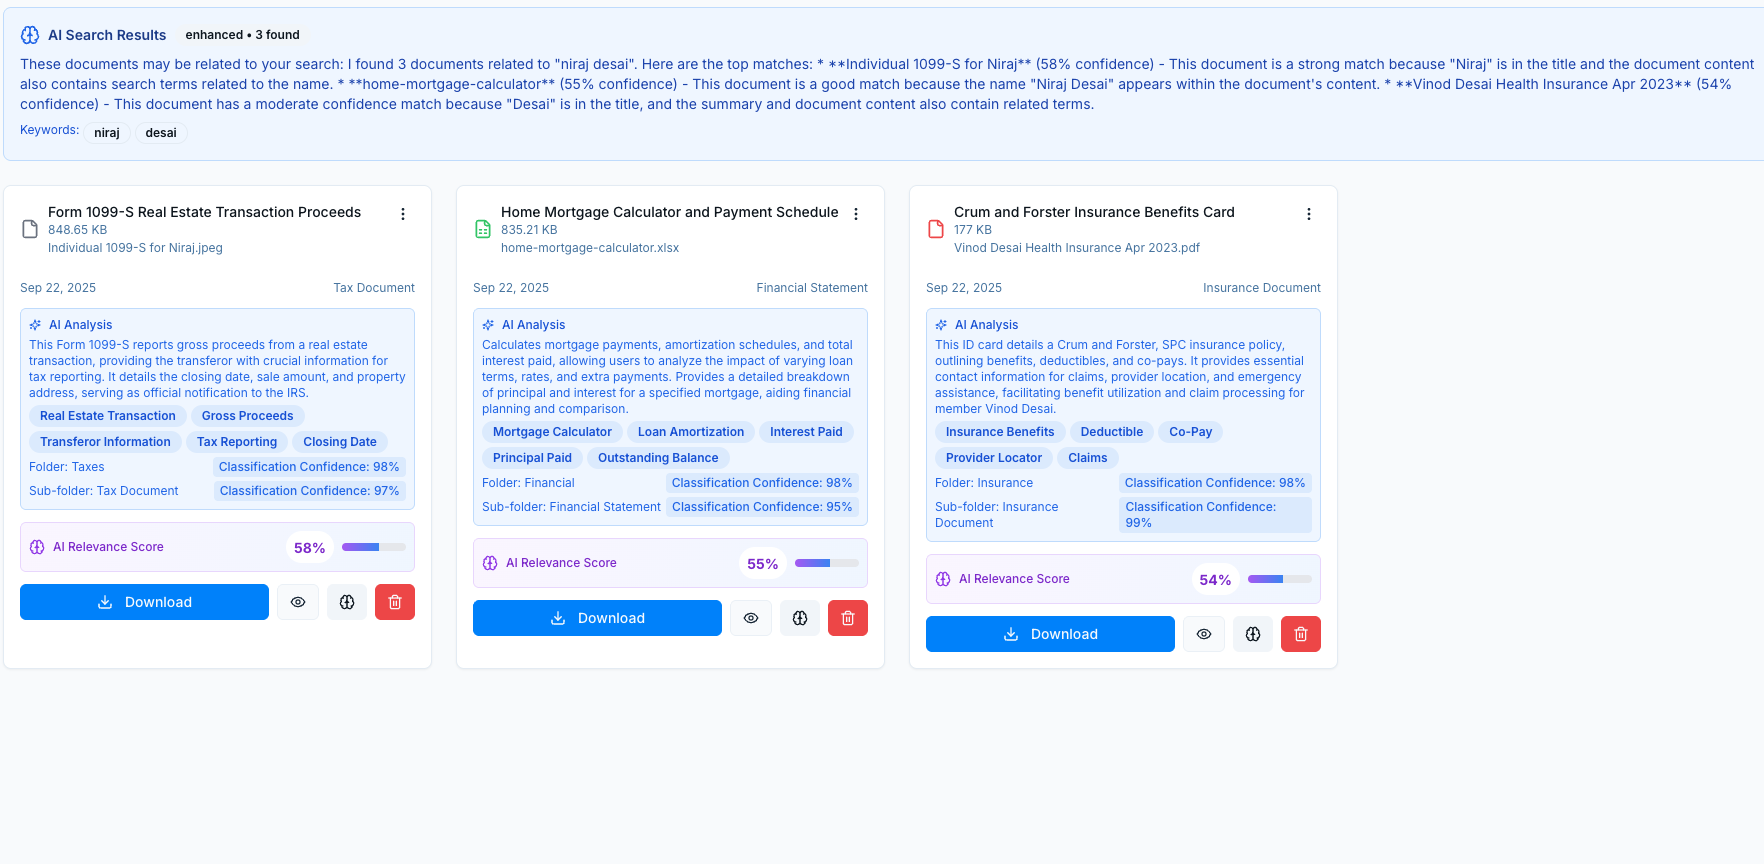 AI Search Results enhanced • 3 found
These documents may be related to your search: I found 3 documents related to "niraj desai". Here are the top matches: * **Individual 1099-S for Niraj** (58% confidence) - This document is a strong match because "Niraj" is in the title and the document content
also contains search terms related to the name. * **home-mortgage-calculator** (55% confidence) - This document is a good match because the name "Niraj Desai" appears within the document's content. * **Vinod Desai Health Insurance Apr 2023** (54%
confidence) - This document has a moderate confidence match because "Desai" is in the title, and the summary and document content also contain related terms.
Keywords: niraj desai
Form 1099-S Real Estate Transaction Proceeds
848.65 KB
Individual 1099-S for Niraj.jpeg
Sep 22, 2025 Tax Document
AI Analysis
This Form 1099-S reports gross proceeds from a real estate
transaction, providing the transferor with crucial information for
tax reporting. It details the closing date, sale amount, and property
address, serving as official notification to the IRS.
Real Estate Transaction Gross Proceeds
Transferor Information Tax Reporting Closing Date
Folder: Taxes Classification Confidence: 98%
Sub-folder: Tax Document Classification Confidence: 97%
AI Relevance Score 58%
Download
Home Mortgage Calculator and Payment Schedule
835.21 KB
home-mortgage-calculator.xlsx
Sep 22, 2025 Financial Statement
AI Analysis
Calculates mortgage payments, amortization schedules, and total
interest paid, allowing users to analyze the impact of varying loan
terms, rates, and extra payments. Provides a detailed breakdown
of principal and interest for a specified mortgage, aiding financial
planning and comparison.
Mortgage Calculator Loan Amortization Interest Paid
Principal Paid Outstanding Balance
Folder: Financial Classification Confidence: 98%
Sub-folder: Financial Statement Classification Confidence: 95%
AI Relevance Score 55%
Download
Crum and Forster Insurance Benefits Card
177 KB
Vinod Desai Health Insurance Apr 2023.pdf
Sep 22, 2025 Insurance Document
AI Analysis
This ID card details a Crum and Forster, SPC insurance policy,
outlining benefits, deductibles, and co-pays. It provides essential
contact information for claims, provider location, and emergency
assistance, facilitating benefit utilization and claim processing for
member Vinod Desai.
Insurance Benefits Deductible Co-Pay
Provider Locator Claims
Folder: Insurance Classification Confidence: 98%
Sub-folder: Insurance Classification Confidence:
Document 99%
AI Relevance Score 54%
Download